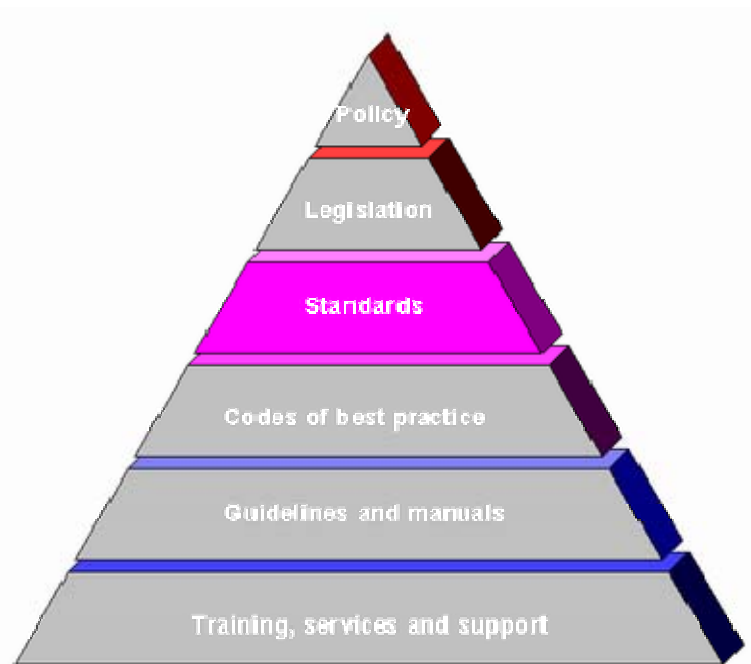 Policy
Legislation
Standards
Codes of best practice
Guidelines and manuals
Training, services and support